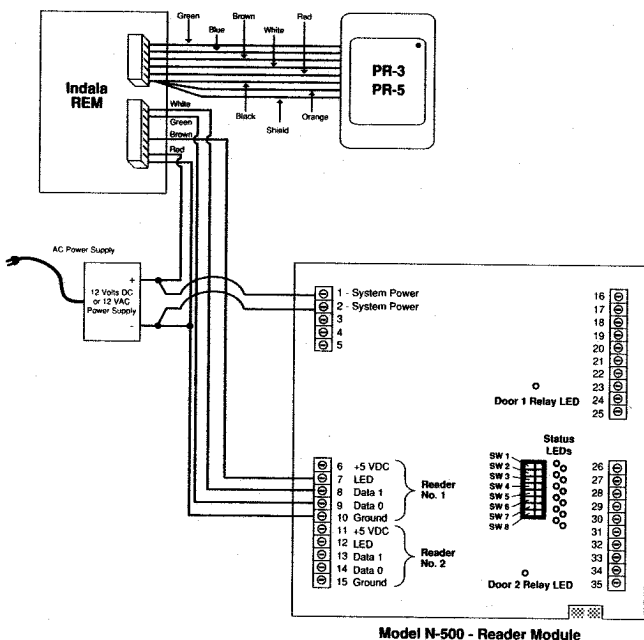 Green
Brown
Red
Blue
White
PR-3
PR-5
Indala
REM
Black
Orange
Shield
White
Green
Brown
Red
AC Power Supply
+
12 Volts DC
or 12 VAC
Power Supply
-
1 - System Power
2 - System Power
3
4
5
16
17
18
19
20
21
22
23
24
25
Door 1 Relay LED
Status
LEDs
SW 1
SW 2
SW 3
SW 4
SW 5
SW 6
SW 7
SW 8
6 +5 VDC
7 LED
8 Data 1
9 Data 0
10 Ground
Reader
No. 1
11 +5 VDC
12 LED
13 Data 1
14 Data 0
15 Ground
Reader
No. 2
26
27
28
29
30
31
32
33
34
35
Door 2 Relay LED
Model N-500 - Reader Module